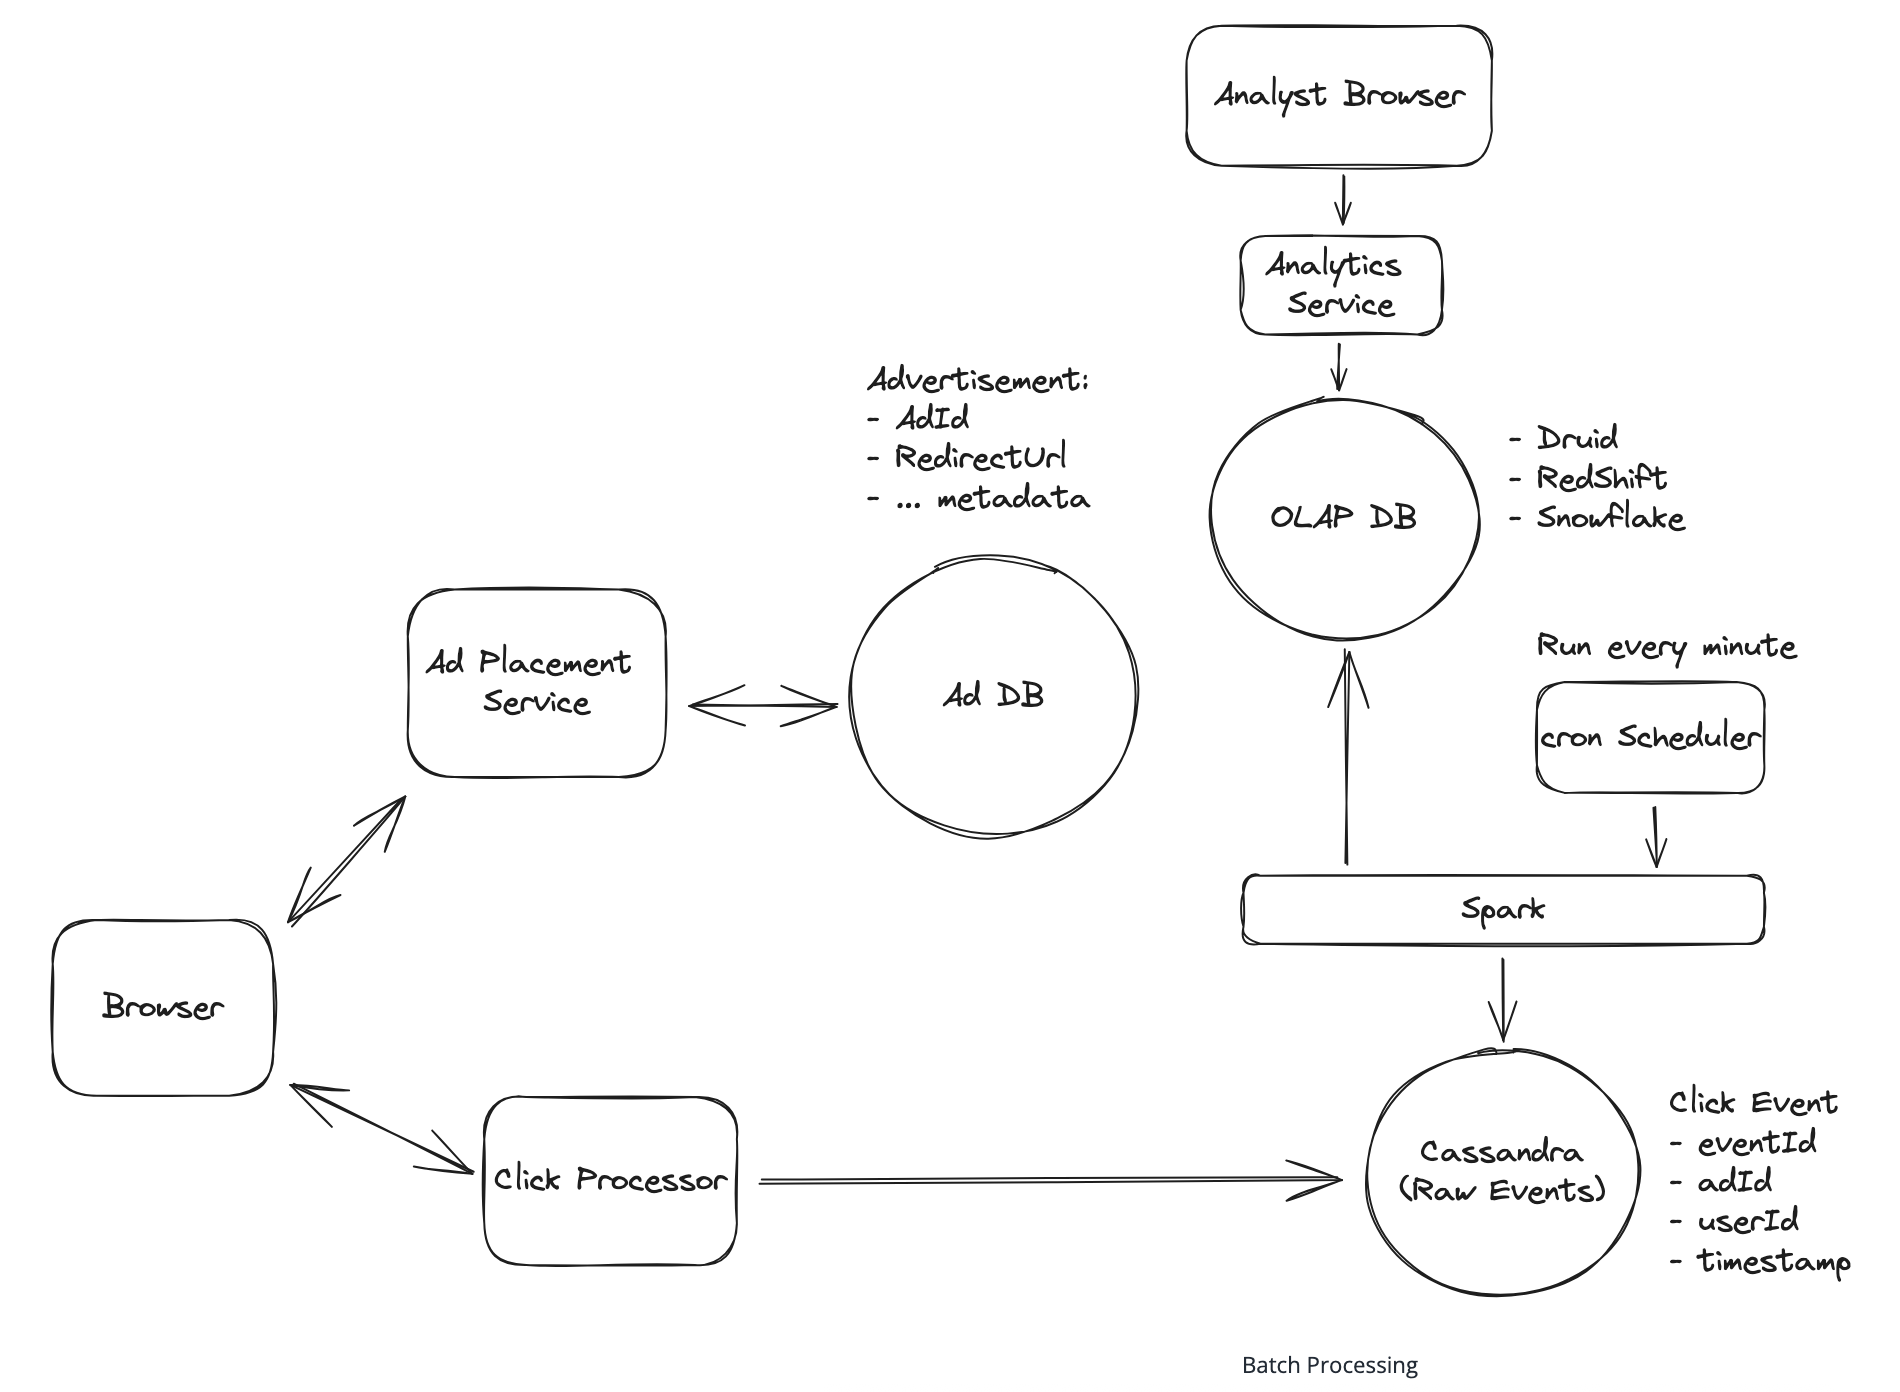 Analyst Browser
Analytics
Service
Advertisement:
- AdId
- RedirectUrl
- ... metadata
OLAP DB
- Druid
- RedShift
- Snowflake
Ad Placement
Service
Ad DB
Run every minute
cron Scheduler
Spark
Browser
Click Processor
Cassandra
(Raw Events)
Click Event
- eventId
- adId
- userId
- timestamp
Batch Processing